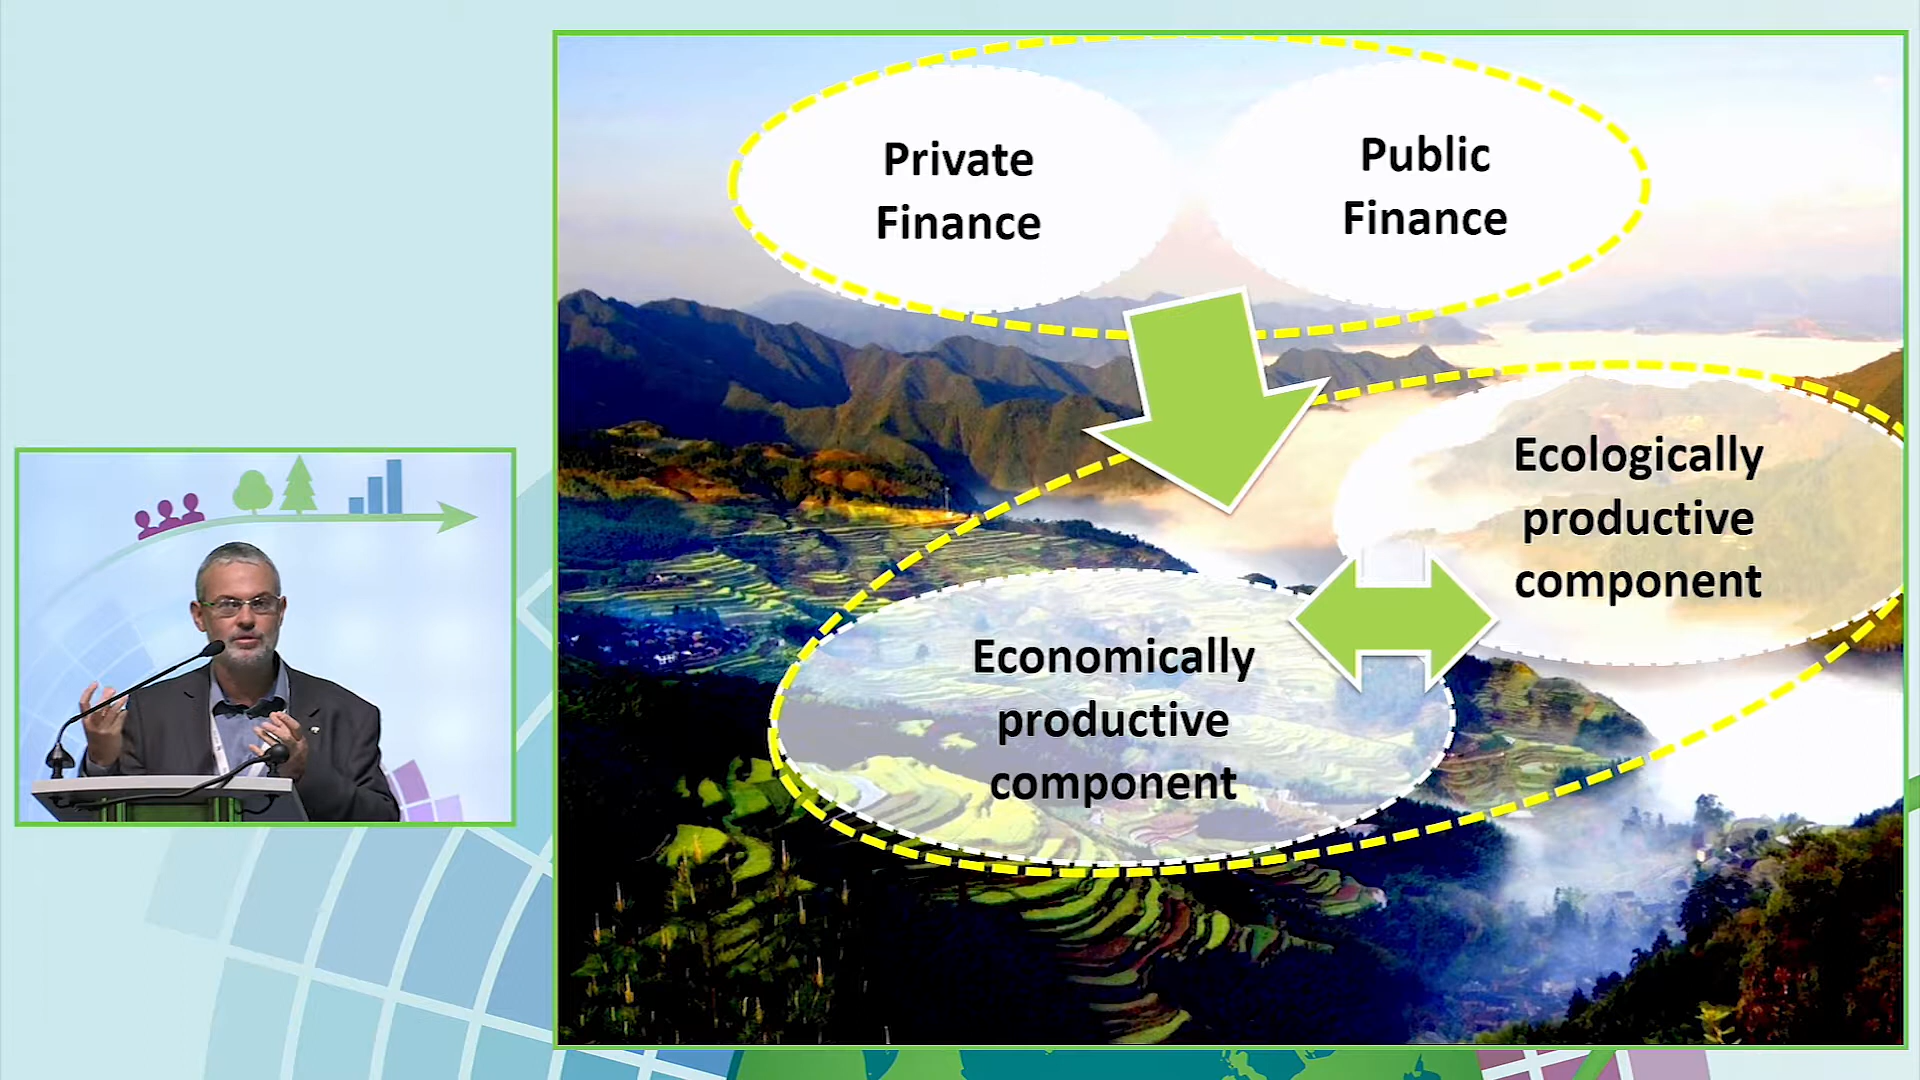 Private
Finance
Public
Finance
Ecologically
productive
component
Economically
productive
component